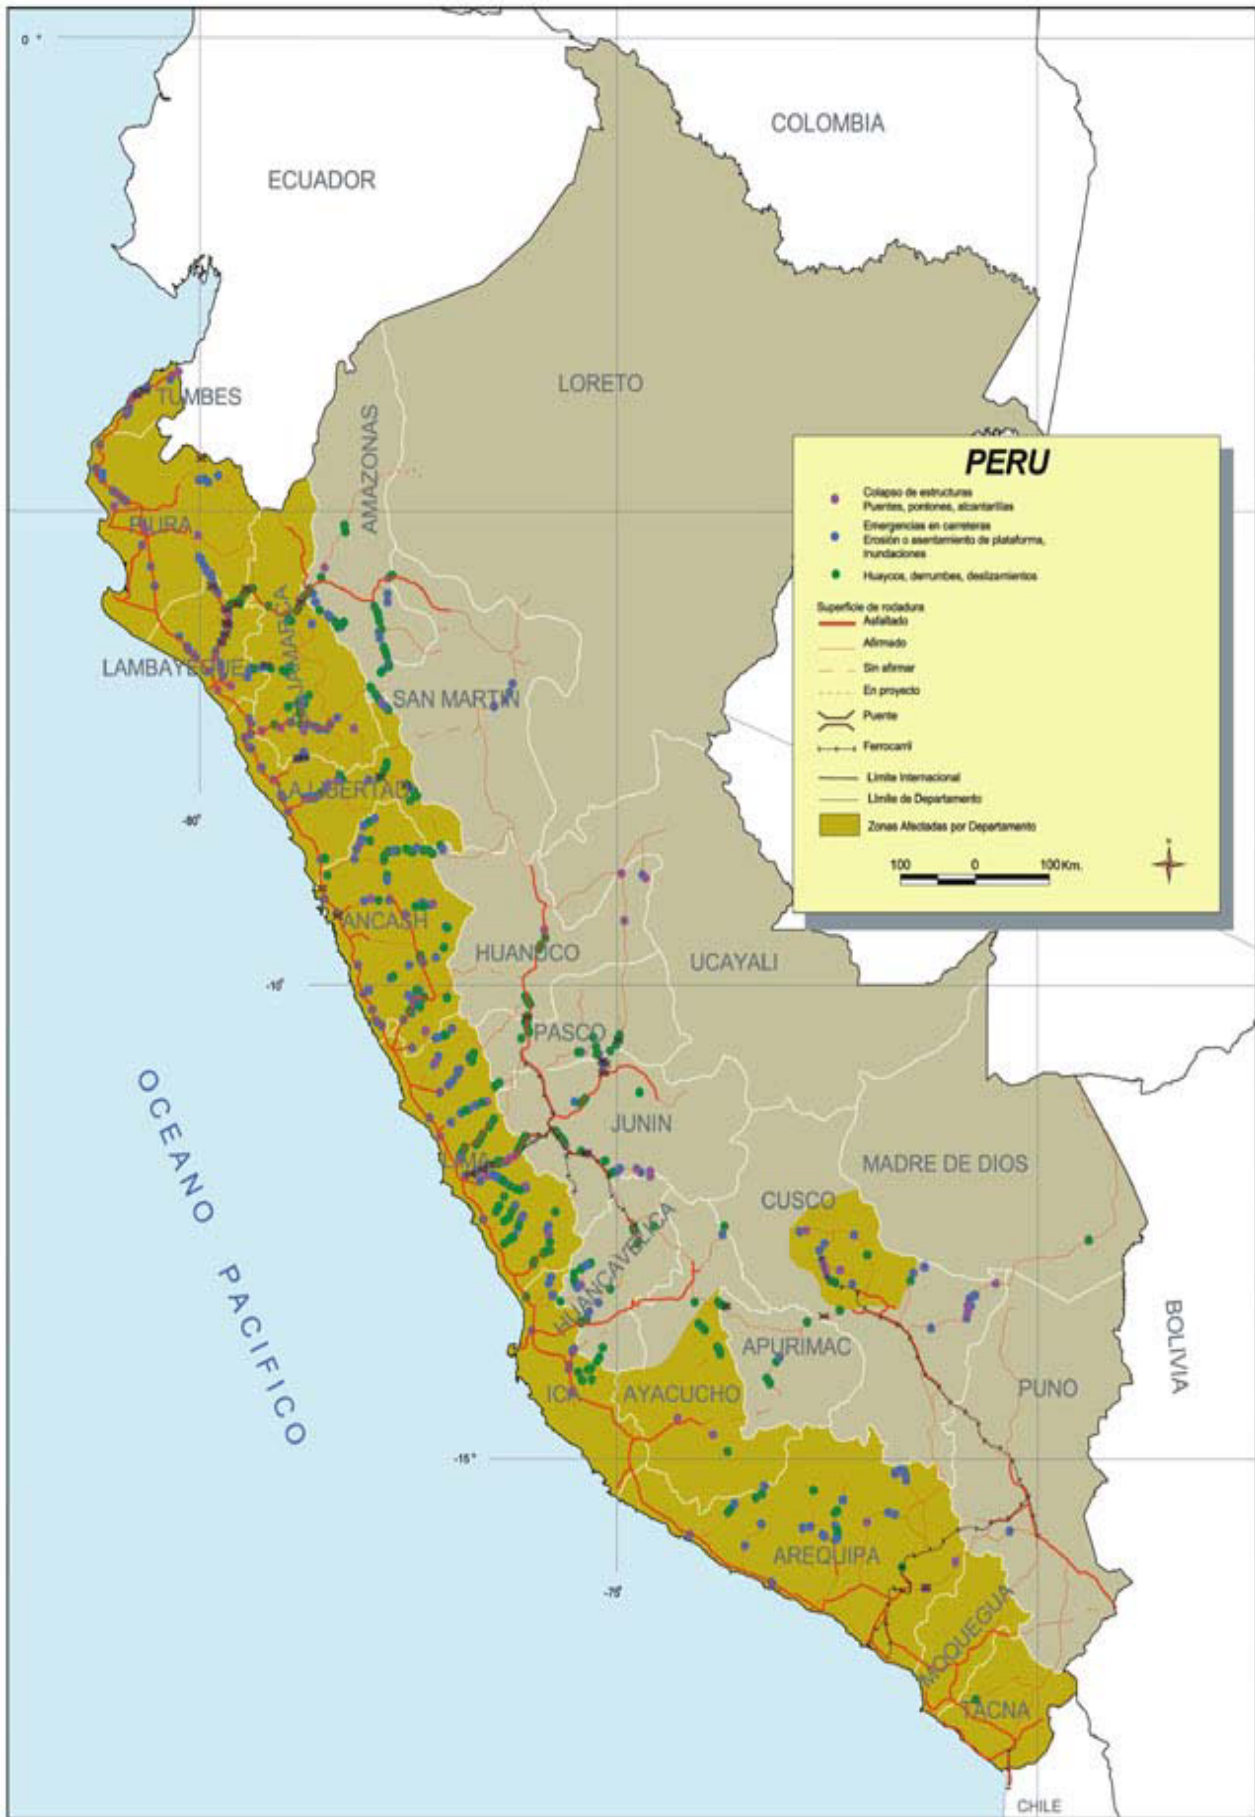 0 °
COLOMBIA
ECUADOR
LORETO
TUMBES
AMAZONAS
PERU
Colapso de estructuras
Puentes, pontones, alcantarillas
Emergencias en carreteras
Erosión o asentamiento de plataforma,
Inundaciones
Huaycos, derrumbes, deslizamientos
Superficie de rodadura
Asfaltado
Afirmado
Sin afirmar
En proyecto
Puente
Ferrocarril
Límite Internacional
Límite de Departamento
Zonas Afectadas por Departamento
100 0 100 Km.
PIURA
CAJAMARCA
LAMBAYEQUE
SAN MARTIN
LA LIBERTAD
-80°
ANCASH
HUANUCO
UCAYALI
-10°
PASCO
OCEANO PACIFICO
JUNIN
LIMA
MADRE DE DIOS
CUSCO
HUANCAVELICA
BOLIVIA
APURIMAC
ICA
AYACUCHO
PUNO
-15°
AREQUIPA
-75°
MOQUEGUA
TACNA
CHILE